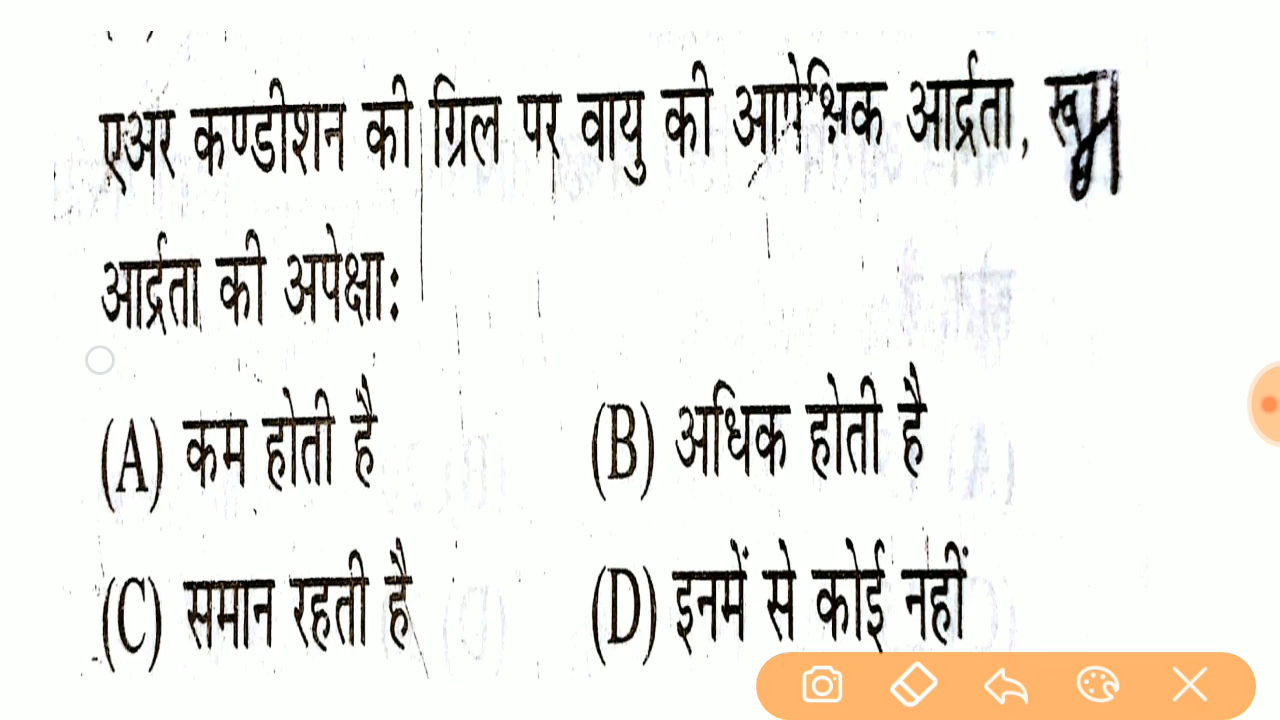 एअर कण्डीशन की ग्रिल पर वायु की आपेक्षिक आर्द्रता,
आर्द्रता की अपेक्षाः
(A) कम होती है
(B) अधिक होती है
(C) समान रहती है
(D) इनमें से कोई नहीं